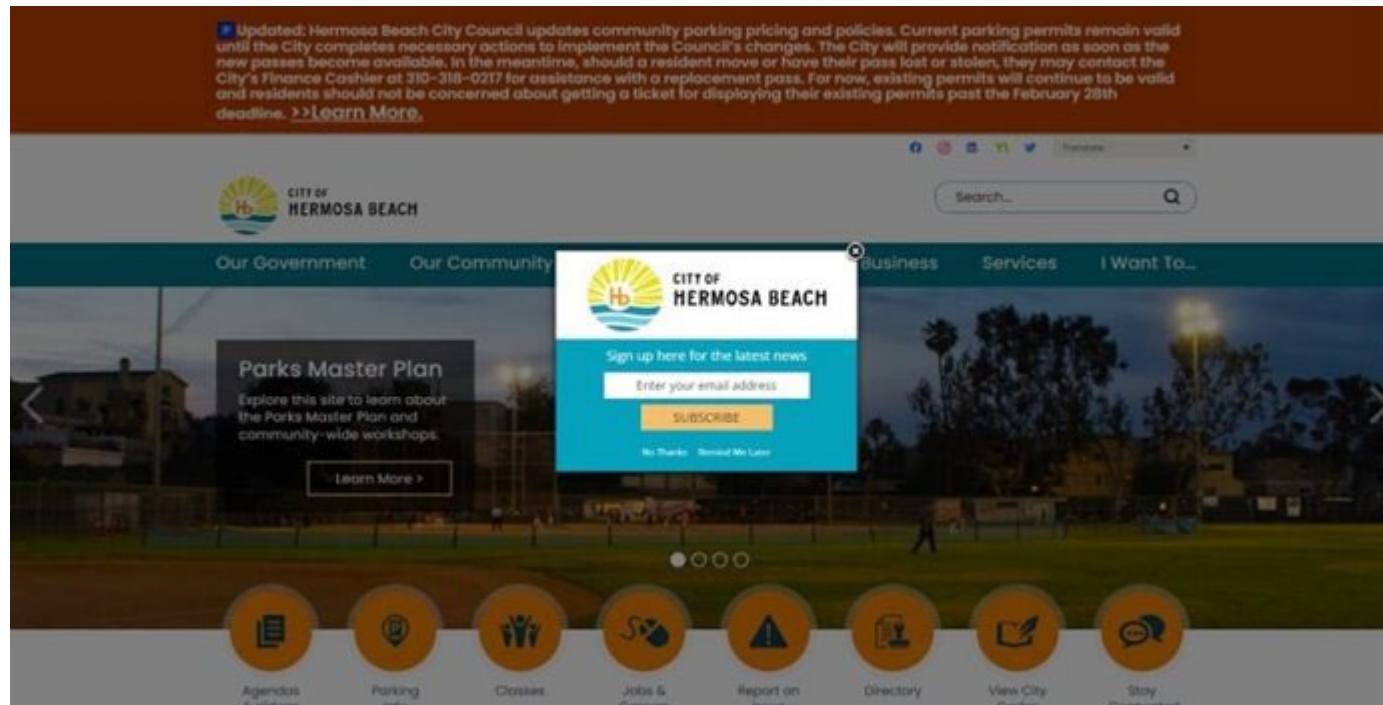 Updated: Hermosa Beach City Council updates community parking pricing and policies. Current parking permits remain valid
until the City completes necessary actions to implement the Council's changes. The City will provide notification as soon as the
new passes become available. In the meantime, should a resident move or have their pass lost or stolen, they may contact the
City's Finance Cashier at 310-318-0217 for assistance with a replacement pass. For now, existing permits will continue to be valid
and residents should not be concerned about getting a ticket for displaying their existing permits past the February 28th
deadline. >>Learn More.
Translate
CITY OF
HERMOSA BEACH
Search...
Our Government Our Community Business Services I Want To...
CITY OF
Hb HERMOSA BEACH
Sign up here for the latest news
Enter your email address
SUBSCRIBE
No Thanks Remind Me Later
Parks Master Plan
Explore this site to learn about
the Parks Master Plan and
community-wide workshops.
Learn More >
Agendas Parking Classes Jobs & Report an Directory View City Stay